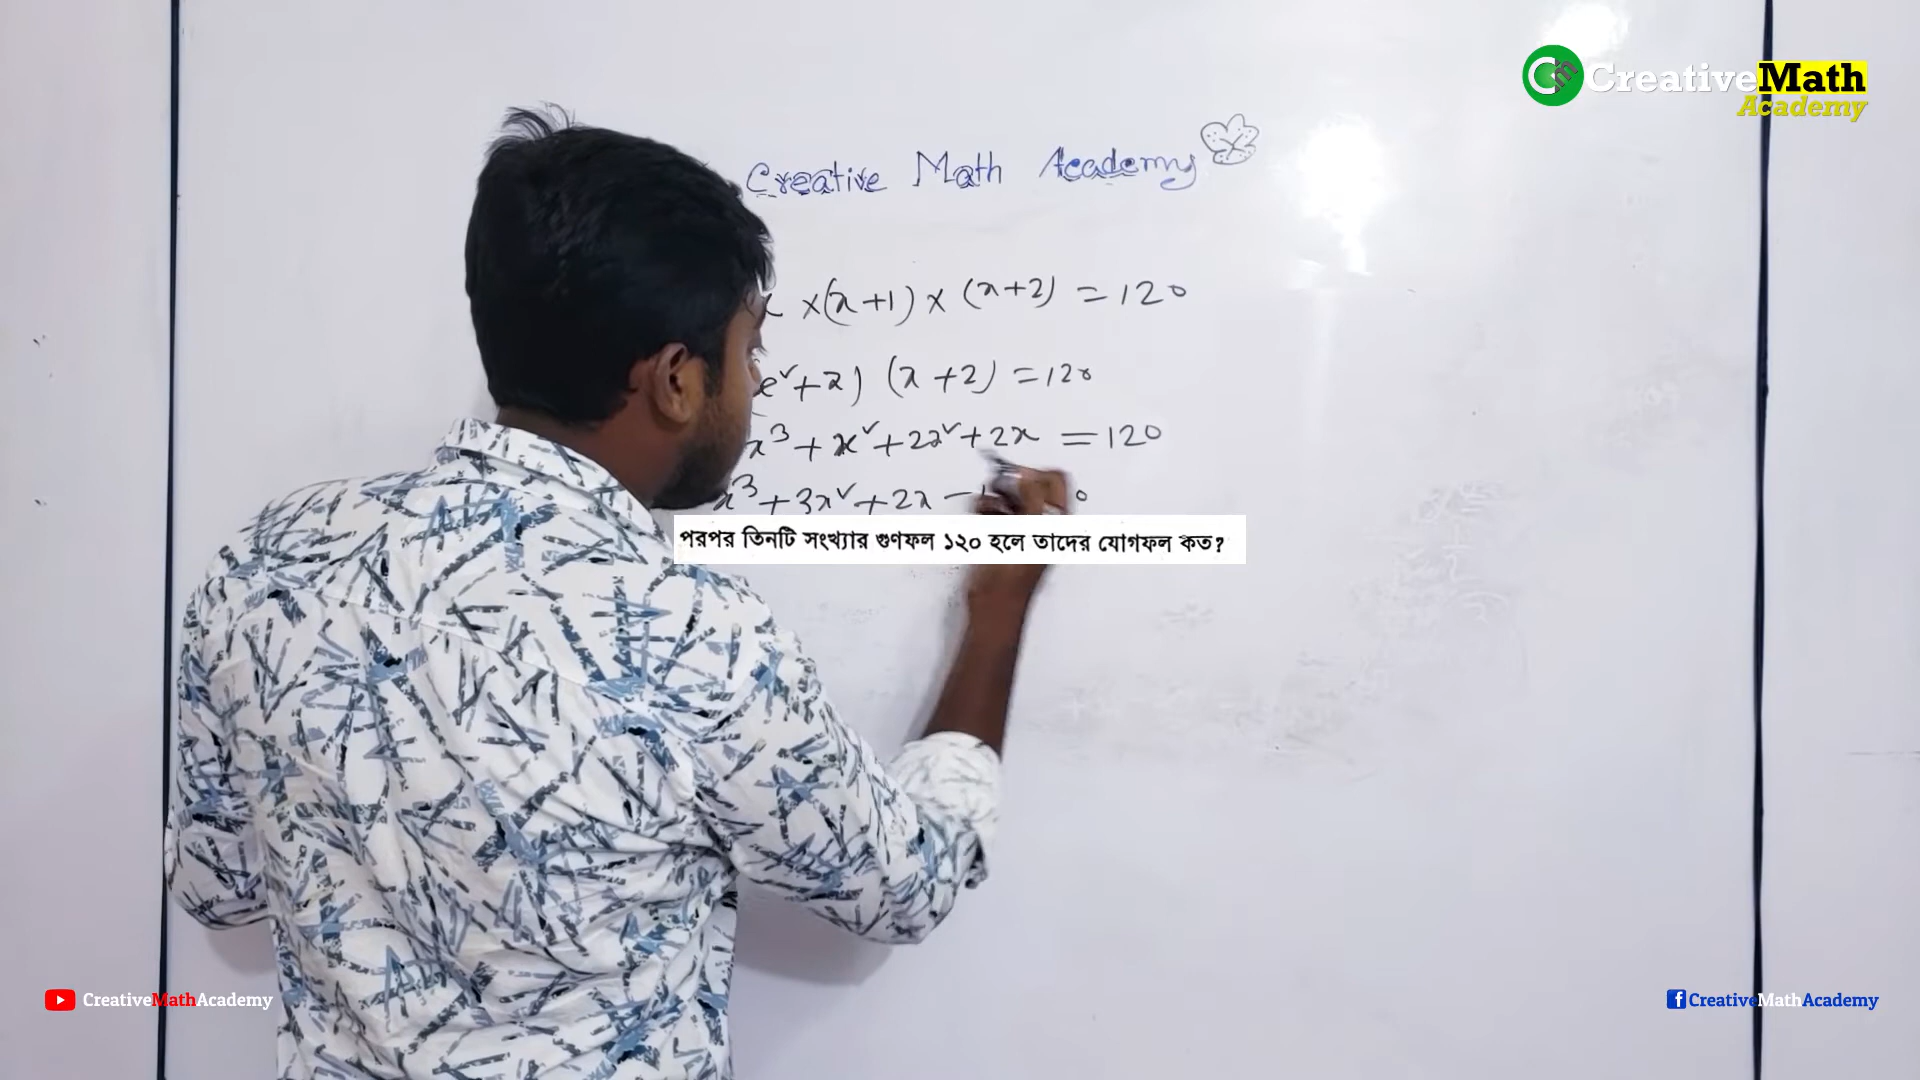 CreativeMath
Academy
Creative Math Academy
×(x+1) × (x+2) = 120
+x) (x+2) = 120
x³ + x² + 2x² + 2x = 120
x³ + 3x² + 2x −
পরপর তিনটি সংখ্যার গুণফল ১২০ হলে তাদের যোগফল কত?
CreativeMathAcademy
CreativeMathAcademy